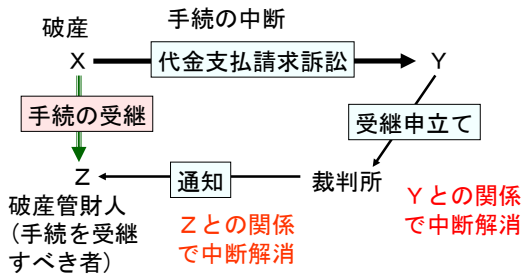 手続の中断
破産
X
代金支払請求訴訟
Y
手続の受継
受継申立て
Z
通知
裁判所
破産管財人
（手続を受継
すべき者）
Zとの関係
で中断解消
Yとの関係
で中断解消